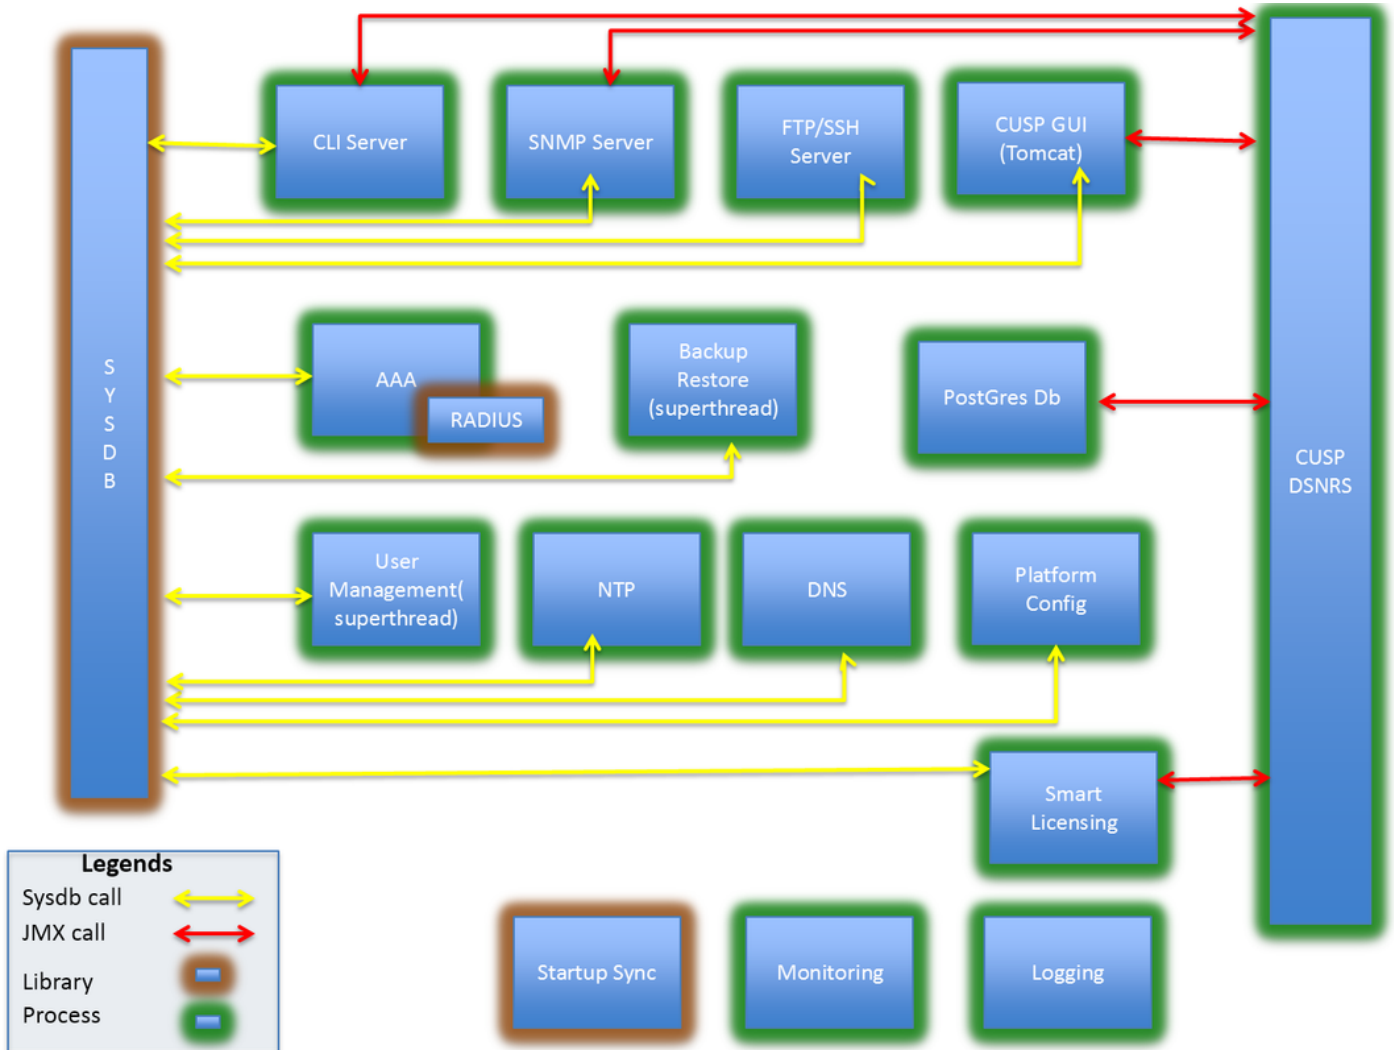 CLI Server
SNMP Server
FTP/SSH
Server
CUSP GUI
(Tomcat)
S
Y
S
D
B
AAA
RADIUS
Backup
Restore
(superthread)
PostGres Db
CUSP
DSNRS
User
Management(
superthread)
NTP
DNS
Platform
Config
Smart
Licensing
Legends
Sysdb call
JMX call
Library
Process
Startup Sync
Monitoring
Logging